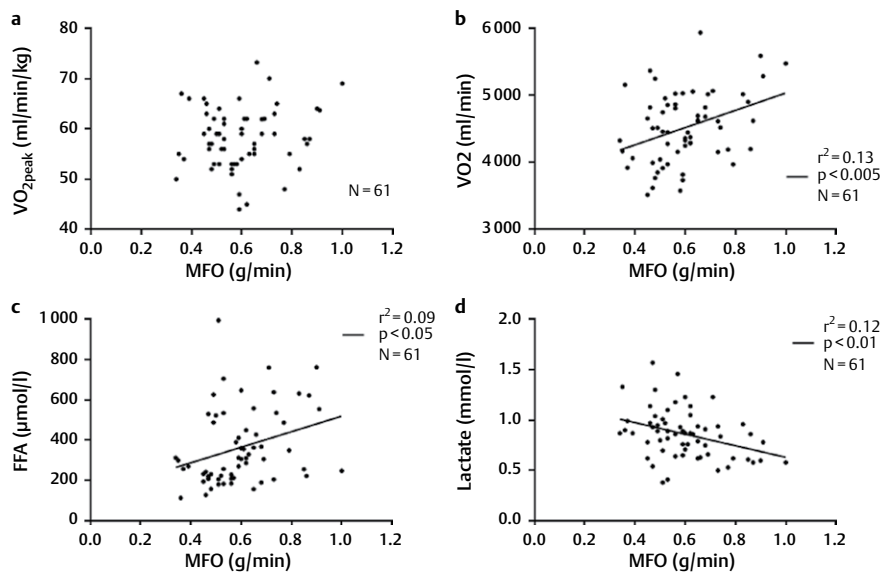 a
VO2peak (ml/min/kg)
80
70
60
50
40
0.0 0.2 0.4 0.6 0.8 1.0 1.2
MFO (g/min)
N = 61
b
VO2 (ml/min)
6 000
5 000
4 000
3 000
0.0 0.2 0.4 0.6 0.8 1.0 1.2
MFO (g/min)
r² = 0.13
p < 0.005
N = 61
c
FFA (µmol/l)
1 000
800
600
400
200
0
0.0 0.2 0.4 0.6 0.8 1.0 1.2
MFO (g/min)
r² = 0.09
p < 0.05
N = 61
d
Lactate (mmol/l)
2.0
1.5
1.0
0.5
0.0
0.0 0.2 0.4 0.6 0.8 1.0 1.2
MFO (g/min)
r² = 0.12
p < 0.01
N = 61